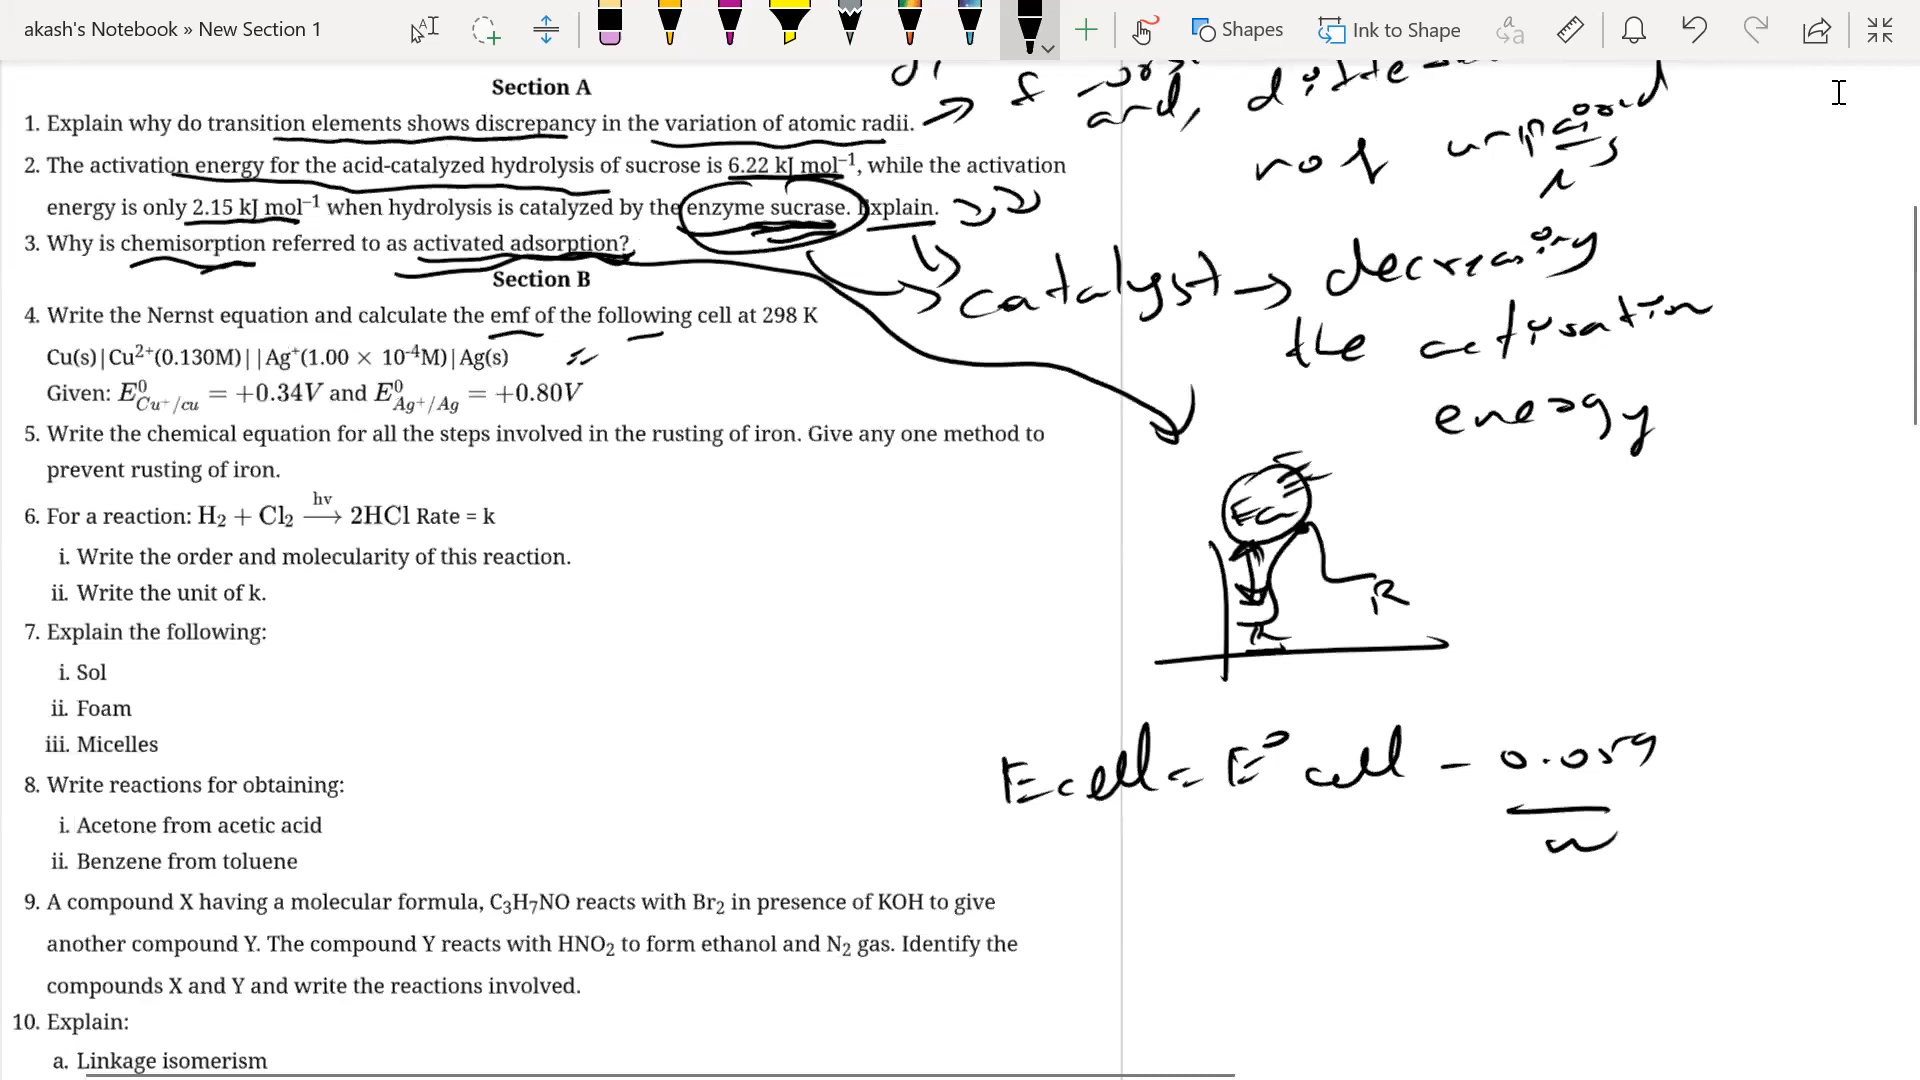 akash's Notebook » New Section 1
Shapes
Ink to Shape
Section A
1. Explain why do transition elements shows discrepancy in the variation of atomic radii.
and,
no of unpaired
2. The activation energy for the acid-catalyzed hydrolysis of sucrose is 6.22 kJ mol⁻¹, while the activation
energy is only 2.15 kJ mol⁻¹ when hydrolysis is catalyzed by the enzyme sucrase. Explain.
3. Why is chemisorption referred to as activated adsorption?
catalyst → decreasing
the activation
energy
Section B
4. Write the Nernst equation and calculate the emf of the following cell at 298 K
Cu(s)|Cu²⁺(0.130M)||Ag⁺(1.00 × 10⁻⁴M)|Ag(s)
Given: E⁰Cu⁺/cu = +0.34V and E⁰Ag⁺/Ag = +0.80V
5. Write the chemical equation for all the steps involved in the rusting of iron. Give any one method to
prevent rusting of iron.
Ea
R
R
6. For a reaction: H₂ + Cl₂ hv ⟶ 2HCl Rate = k
i. Write the order and molecularity of this reaction.
ii. Write the unit of k.
7. Explain the following:
i. Sol
ii. Foam
iii. Micelles
Ecell = E° cell - 0.059
n
8. Write reactions for obtaining:
i. Acetone from acetic acid
ii. Benzene from toluene
9. A compound X having a molecular formula, C₃H₇NO reacts with Br₂ in presence of KOH to give
another compound Y. The compound Y reacts with HNO₂ to form ethanol and N₂ gas. Identify the
compounds X and Y and write the reactions involved.
10. Explain:
a. Linkage isomerism